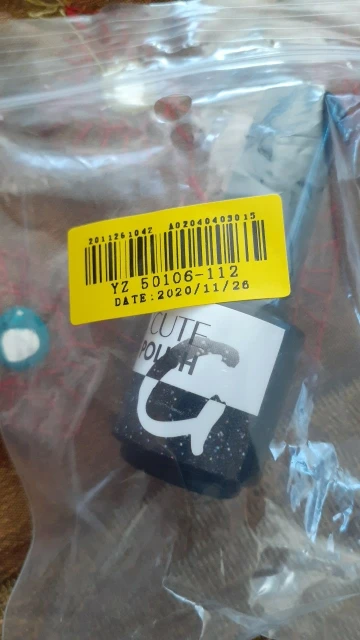 2011261042 A02040403015
YZ 50106-112
DATE:2020/11/26
CUTE
POLISH
G